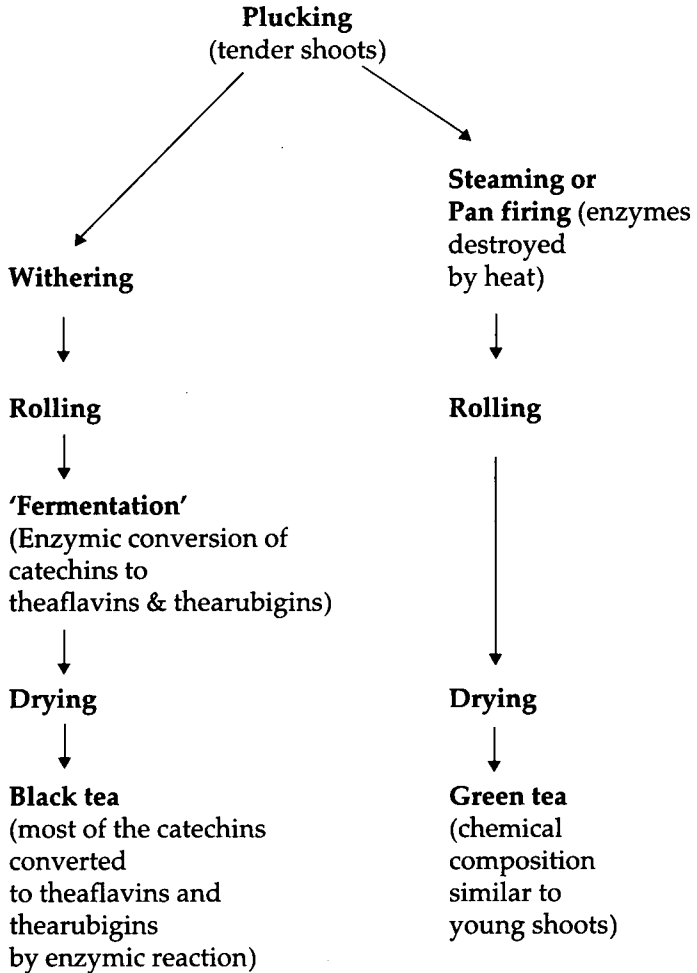 Plucking
(tender shoots)
Steaming or
Pan firing (enzymes
destroyed
by heat)
Withering
Rolling
Rolling
'Fermentation'
(Enzymic conversion of
catechins to
theaflavins & thearubigins)
Drying
Drying
Black tea
(most of the catechins
converted
to theaflavins and
thearubigins
by enzymic reaction)
Green tea
(chemical
composition
similar to
young shoots)